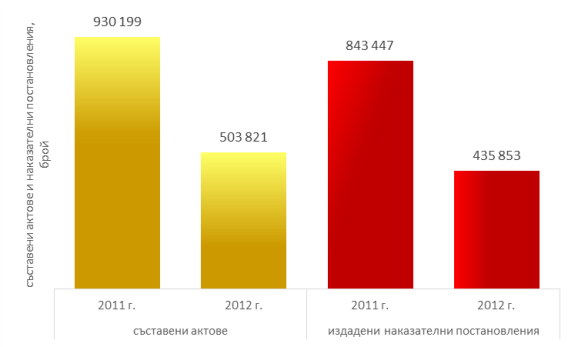 930 199
843 447
503 821
435 853
съставени актове и наказателни постановления,
брой
2011 г.
2012 г.
2011 г.
2012 г.
съставени актове
издадени наказателни постановления